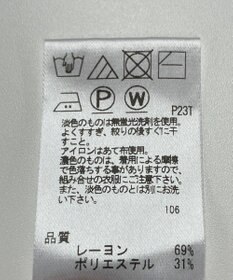 P W
P23T
淡色のものは無蛍光洗剤を使用。
よくすすぎ、絞りの後すぐに干
すこと。
アイロンはあて布使用。
濃色のものは、着用による摩擦
で色落ちする事がありますので、
組み合せの衣服にご注意下さい。
また、淡色のものとは別にお洗
い下さい。
106
品質
レーヨン 69%
ポリエステル 31%